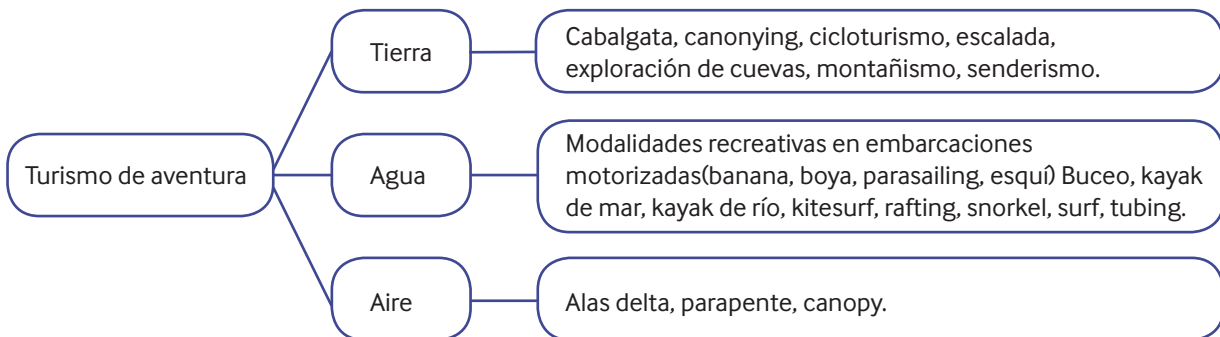 Turismo de aventura
Tierra
Cabalgata, canonying, cicloturismo, escalada,
exploración de cuevas, montañismo, senderismo.
Agua
Modalidades recreativas en embarcaciones
motorizadas(banana, boya, parasailing, esquí) Buceo, kayak
de mar, kayak de río, kitesurf, rafting, snorkel, surf, tubing.
Aire
Alas delta, parapente, canopy.